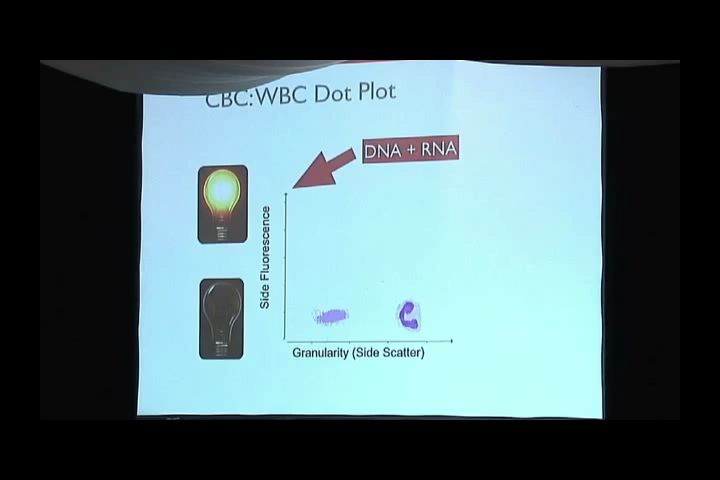 CBC:WBC Dot Plot
DNA + RNA
Side Fluorescence
Granularity (Side Scatter)